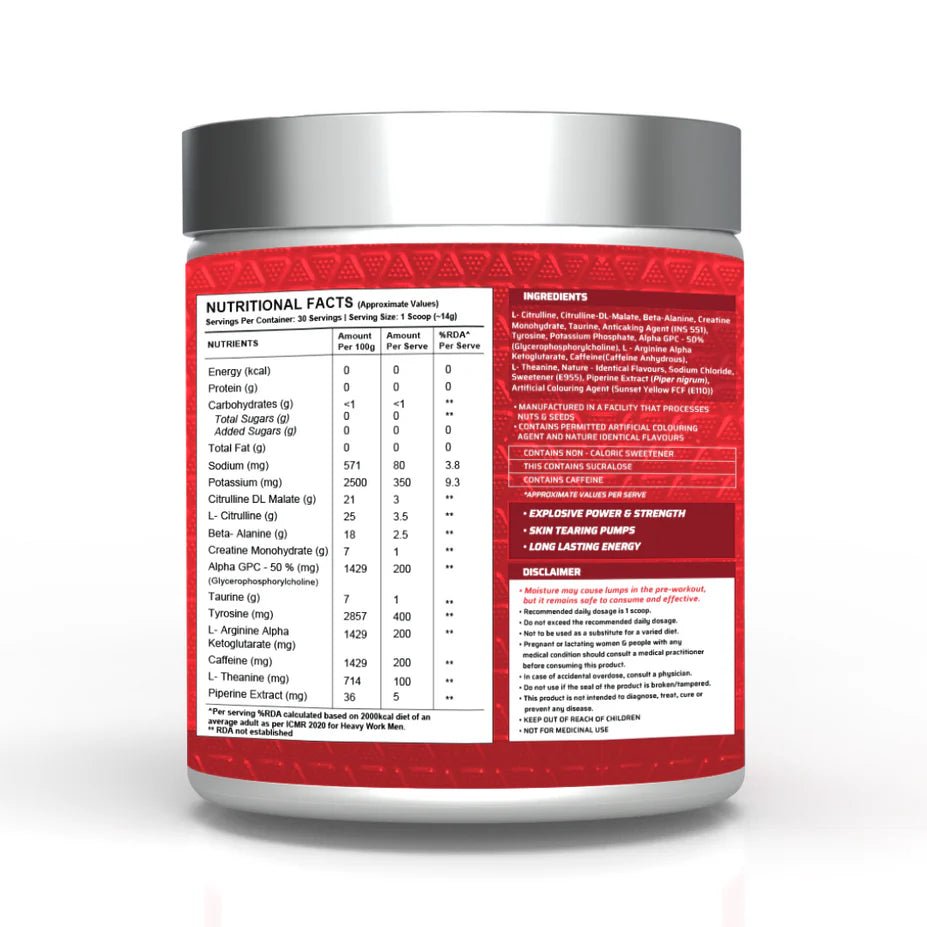 NUTRITIONAL FACTS (Approximate Values)
Servings Per Container: 30 Servings | Serving Size: 1 Scoop (~14g)
NUTRIENTS Amount Per 100g Amount Per Serve %RDA^ Per Serve
Energy (kcal) 0 0 0
Protein (g) 0 0 0
Carbohydrates (g) <1 <1 **
Total Sugars (g) 0 0 **
Added Sugars (g) 0 0 0
Total Fat (g) 0 0 0
Sodium (mg) 571 80 3.8
Potassium (mg) 2500 350 9.3
Citrulline DL Malate (g) 21 3 **
L- Citrulline (g) 25 3.5 **
Beta- Alanine (g) 18 2.5 **
Creatine Monohydrate (g) 7 1 **
Alpha GPC - 50 % (mg) 1429 200 **
(Glycerophosphorylcholine)
Taurine (g) 7 1 **
Tyrosine (mg) 2857 400 **
L- Arginine Alpha 1429 200 **
Ketoglutarate (mg)
Caffeine (mg) 1429 200 **
L- Theanine (mg) 714 100 **
Piperine Extract (mg) 36 5 **
^Per serving %RDA calculated based on 2000kcal diet of an
average adult as per ICMR 2020 for Heavy Work Men.
** RDA not established
INGREDIENTS
L- Citrulline, Citrulline-DL-Malate, Beta-Alanine, Creatine
Monohydrate, Taurine, Anticaking Agent (INS 551),
Tyrosine, Potassium Phosphate, Alpha GPC - 50%
(Glycerophosphorylcholine), L - Arginine Alpha
Ketoglutarate, Caffeine(Caffeine Anhydrous),
L- Theanine, Nature - Identical Flavours, Sodium Chloride,
Sweetener (E955), Piperine Extract (Piper nigrum),
Artificial Colouring Agent (Sunset Yellow FCF (E110))
• MANUFACTURED IN A FACILITY THAT PROCESSES
NUTS & SEEDS
• CONTAINS PERMITTED ARTIFICIAL COLOURING
AGENT AND NATURE IDENTICAL FLAVOURS
CONTAINS NON - CALORIC SWEETENER
THIS CONTAINS SUCRALOSE
CONTAINS CAFFEINE
*APPROXIMATE VALUES PER SERVE
• EXPLOSIVE POWER & STRENGTH
• SKIN TEARING PUMPS
• LONG LASTING ENERGY
DISCLAIMER
• Moisture may cause lumps in the pre-workout,
but it remains safe to consume and effective.
• Recommended daily dosage is 1 scoop.
• Do not exceed the recommended daily dosage.
• Not to be used as a substitute for a varied diet.
• Pregnant or lactating women & people with any
medical condition should consult a medical practitioner
before consuming this product.
• In case of accidental overdose, consult a physician.
• Do not use if the seal of the product is broken/tampered.
• This product is not intended to diagnose, treat, cure or
prevent any disease.
• KEEP OUT OF REACH OF CHILDREN
• NOT FOR MEDICINAL USE